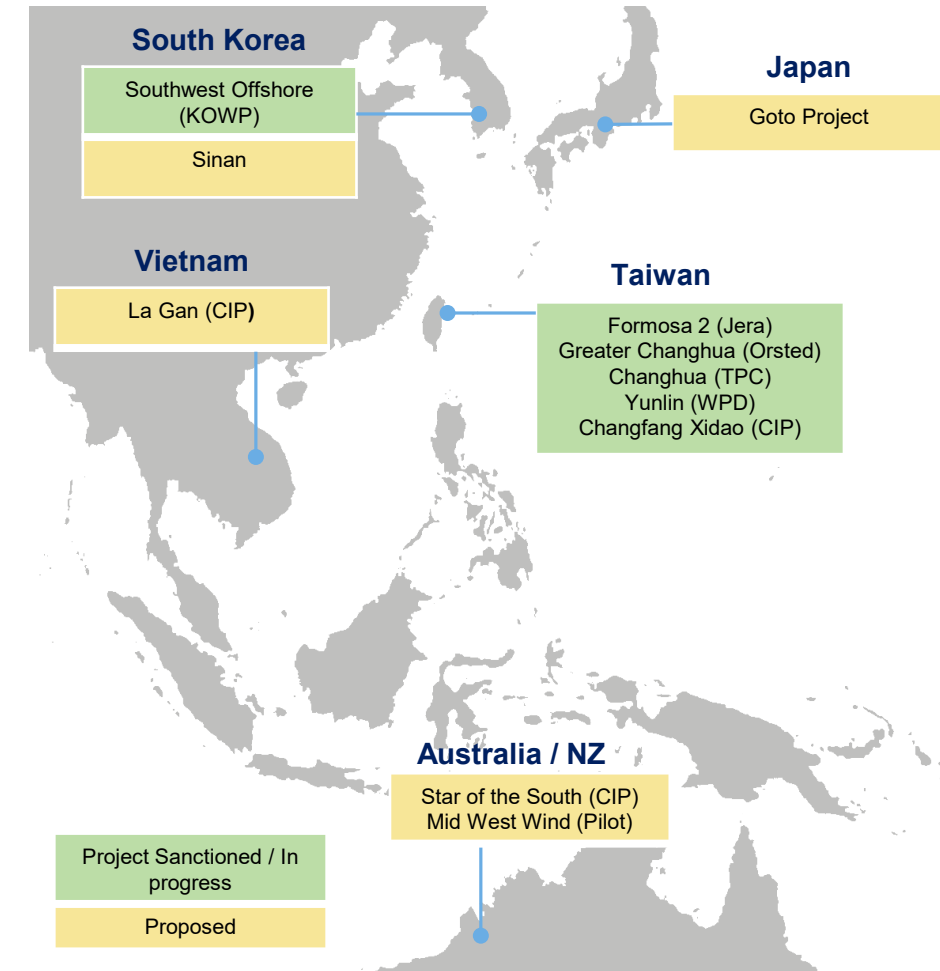 South Korea
Southwest Offshore
(KOWP)
Sinan
Japan
Goto Project
Vietnam
La Gan (CIP)
Taiwan
Formosa 2 (Jera)
Greater Changhua (Orsted)
Changhua (TPC)
Yunlin (WPD)
Changfang Xidao (CIP)
Australia / NZ
Star of the South (CIP)
Mid West Wind (Pilot)
Project Sanctioned / In
progress
Proposed